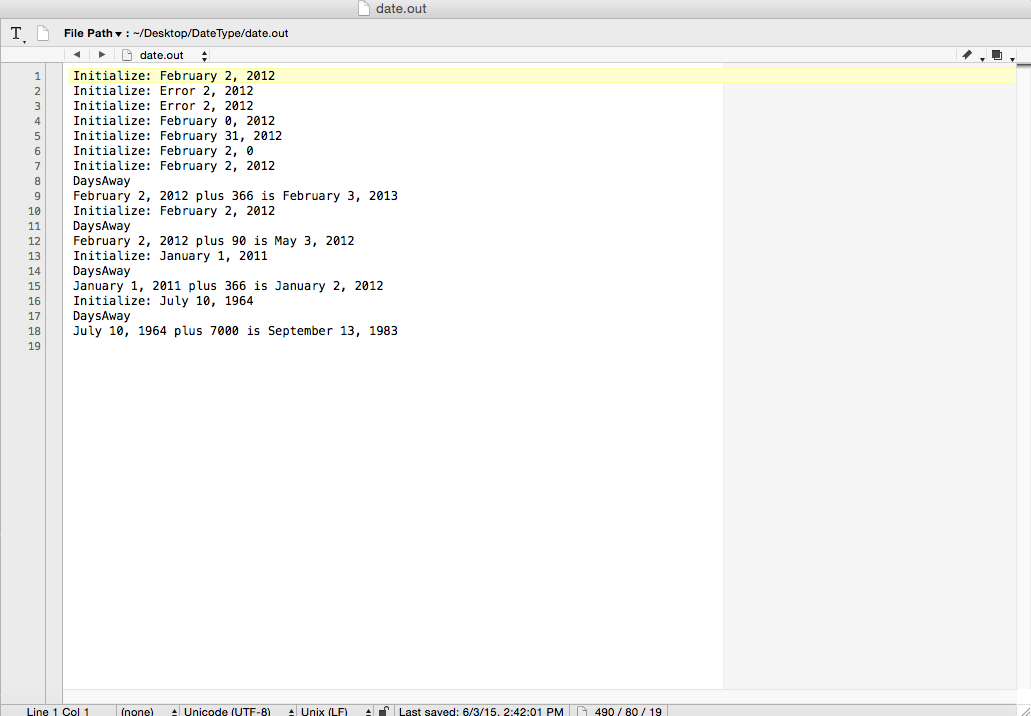 date.out
T File Path ▾ : ~/Desktop/DateType/date.out
◀ ▶ date.out
1 Initialize: February 2, 2012
2 Initialize: Error 2, 2012
3 Initialize: Error 2, 2012
4 Initialize: February 0, 2012
5 Initialize: February 31, 2012
6 Initialize: February 2, 0
7 Initialize: February 2, 2012
8 DaysAway
9 February 2, 2012 plus 366 is February 3, 2013
10 Initialize: February 2, 2012
11 DaysAway
12 February 2, 2012 plus 90 is May 3, 2012
13 Initialize: January 1, 2011
14 DaysAway
15 January 1, 2011 plus 366 is January 2, 2012
16 Initialize: July 10, 1964
17 DaysAway
18 July 10, 1964 plus 7000 is September 13, 1983
19
Line 1 Col 1 (none) Unicode (UTF-8) Unix (LF) Last saved: 6/3/15, 2:42:01 PM 490 / 80 / 19